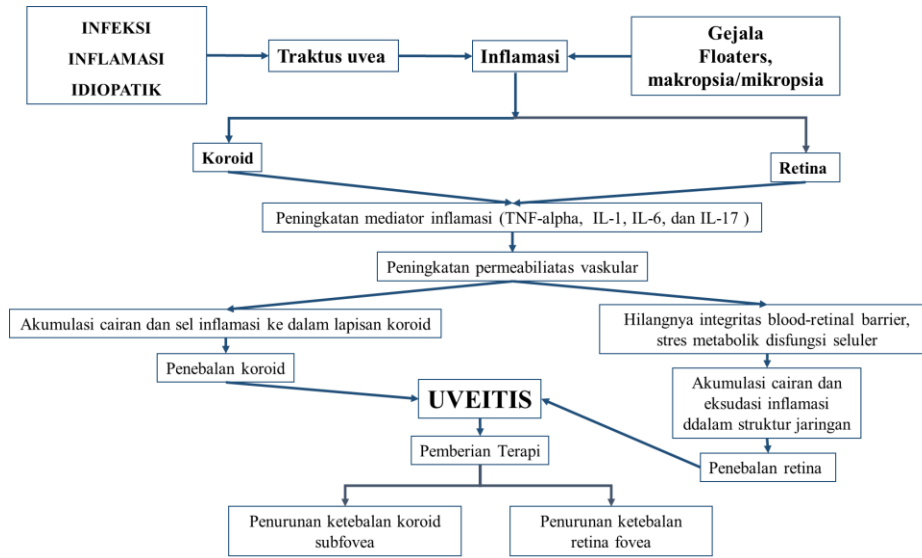 INFEKSI
INFLAMASI
IDIOPATIK
Traktus uvea
Inflamasi
Gejala
Floaters,
makropsia/mikropsia
Koroid
Retina
Peningkatan mediator inflamasi (TNF-alpha, IL-1, IL-6, dan IL-17 )
Peningkatan permeabiliatas vaskular
Akumulasi cairan dan sel inflamasi ke dalam lapisan koroid
Hilangnya integritas blood-retinal barrier,
stres metabolik disfungsi seluler
Penebalan koroid
Akumulasi cairan dan
eksudasi inflamasi
ddalam struktur jaringan
UVEITIS
Penebalan retina
Pemberian Terapi
Penurunan ketebalan koroid
subfovea
Penurunan ketebalan
retina fovea